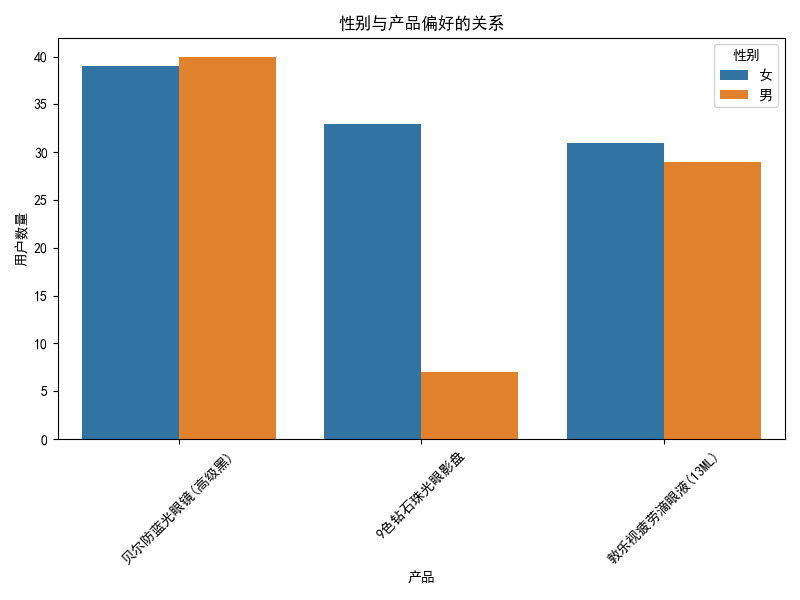 性别与产品偏好的关系
性别
女
男
用户数量
40
35
30
25
20
15
10
5
0
贝尔防蓝光眼镜(高级黑)
9色钻石珠光眼影盘
敦乐视疲劳滴眼液(13ML)
产品